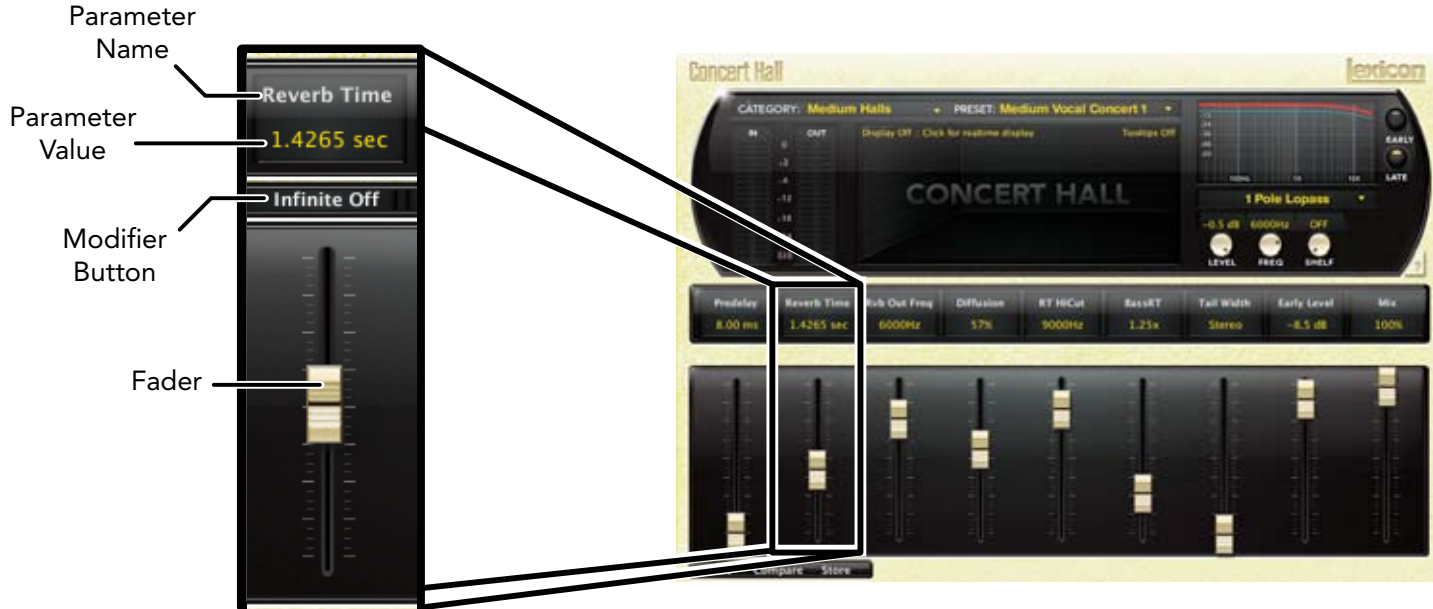 Parameter
Name
Parameter
Value
Modifier
Button
Fader
Reverb Time
1.4265 sec
Infinite Off
Concert Hall
lexicon
CATEGORY: Medium Halls PRESET: Medium Vocal Concert 1
IN OUT
Display Off : Click for realtime display Tooltips Off
0
-3
-12
CONCERT HALL
EARLY
LATE
1 Pole Lopass
-0.5 dB 6000Hz OFF
LEVEL FREQ SHELF
?
Predelay Reverb Time Rvb Out Freq Diffusion RT HiCut BassRT Tail Width Early Level Mix
8.00 ms 1.4265 sec 6000Hz 57% 9000Hz 1.25x Stereo -8.5 dB 100%
Compare Store